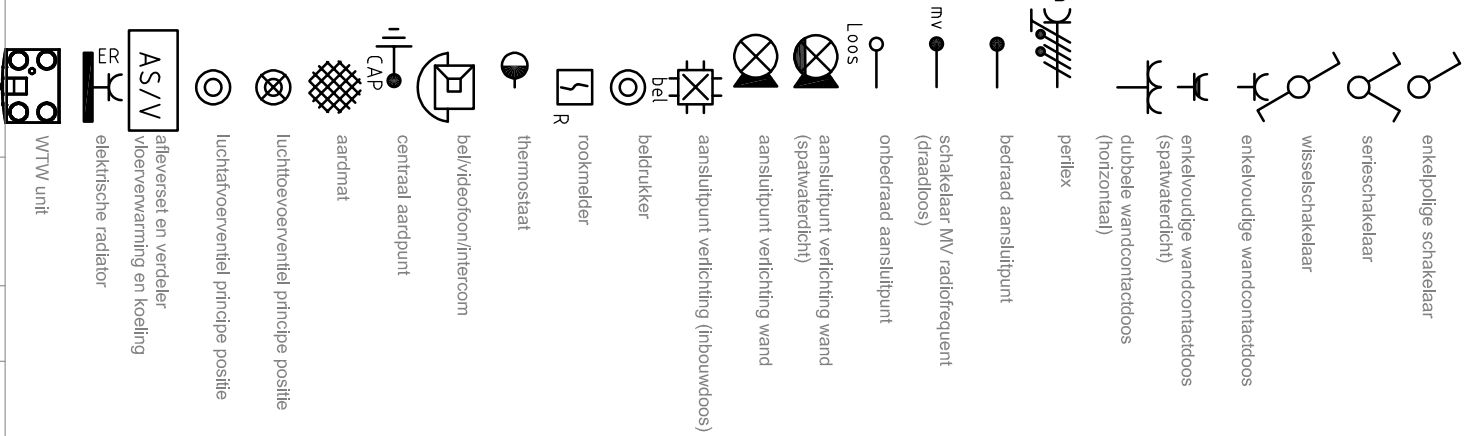 enkelpolige schakelaar
serieschakelaar
wisselschakelaar
enkelvoudige wandcontactdoos
enkelvoudige wandcontactdoos
(spatwaterdicht)
dubbele wandcontactdoos
(horizontaal)
perilex
bedraad aansluitpunt
mv
schakelaar MV radiofrequent
(draadloos)
Loos
onbedraad aansluitpunt
aansluitpunt verlichting wand
(spatwaterdicht)
aansluitpunt verlichting wand
aansluitpunt verlichting (inbouwdoos)
bel
beldrukker
R
rookmelder
thermostaat
bel/videofoon/intercom
CAP
centraal aardpunt
aardmat
luchttoevoerventiel principe positie
luchtafvoerventiel principe positie
AS/V
afleverset en verdeler
vloerverwarming en koeling
ER
elektrische radiator
WTW unit